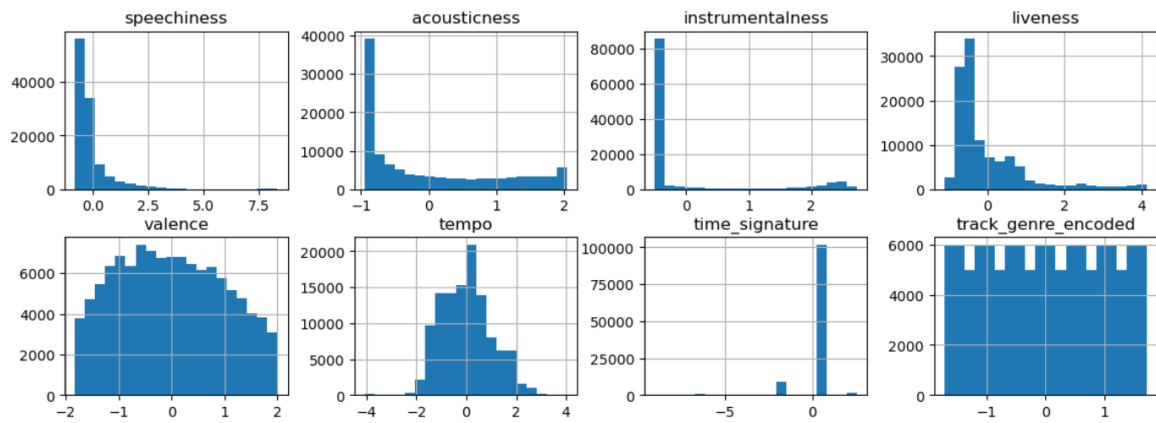 speechiness acousticness instrumentalness liveness
40000 80000 30000
40000 30000 60000 20000
20000 40000
20000 10000 20000 10000
0 0 0 0
0.0 2.5 5.0 7.5 −1 0 1 2 0 1 2 0 2 4
valence tempo time_signature track_genre_encoded
20000 100000 6000
6000 15000 75000
4000 10000 50000 4000
2000 5000 25000 2000
0 0 0 0
−2 −1 0 1 2 −4 −2 0 2 4 −5 0 −1 0 1